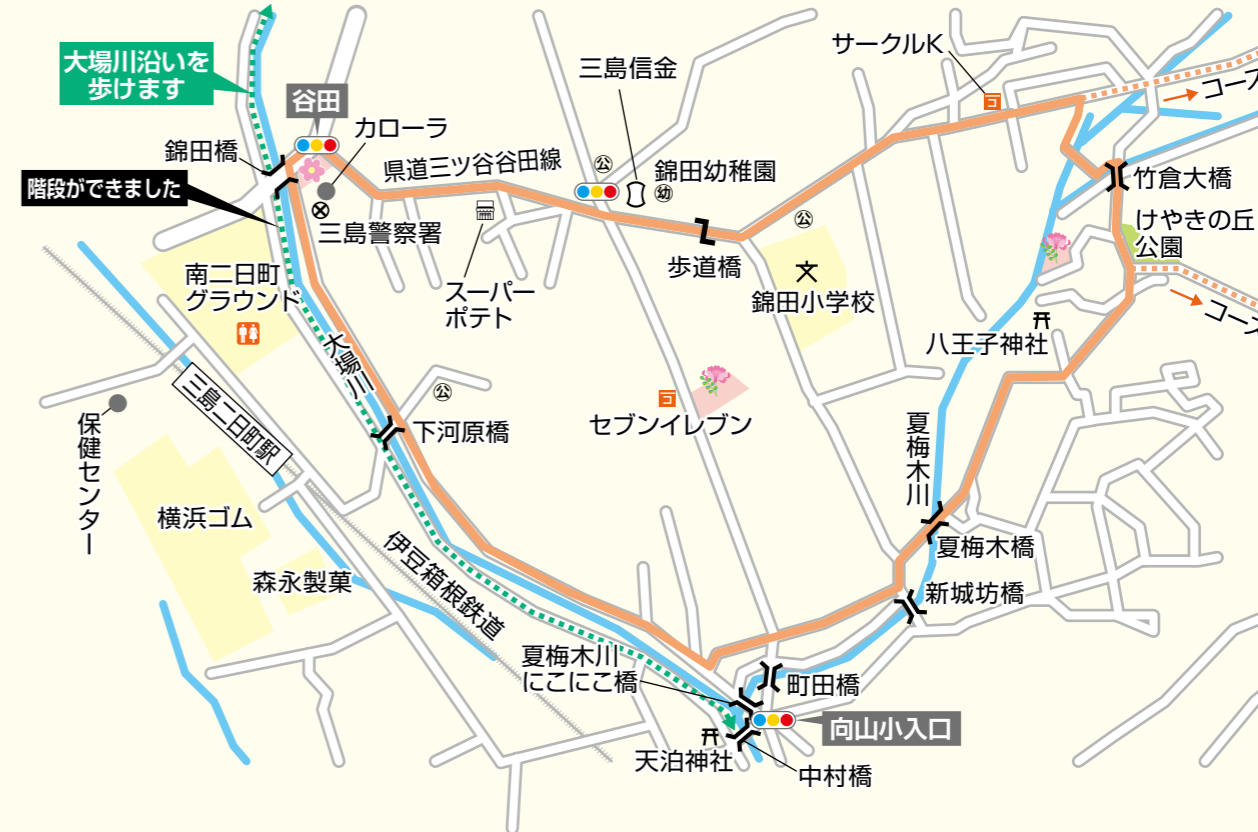 大場川沿いを
歩けます
谷田
カローラ
錦田橋
階段ができました
三島警察署
県道三ツ谷谷田線
三島信金
公
錦田幼稚園
幼
サークルK
コ
コース
竹倉大橋
けやきの丘
公園
コース
歩道橋
公
文
錦田小学校
スーパー
ポテト
南二日町
グラウンド
大場川
八王子神社
公
コ
セブンイレブン
下河原橋
三島二日町駅
保健センター
横浜ゴム
森永製菓
伊豆箱根鉄道
夏梅木川
夏梅木橋
新城坊橋
夏梅木川
にこにこ橋
町田橋
向山小入口
天泊神社
中村橋